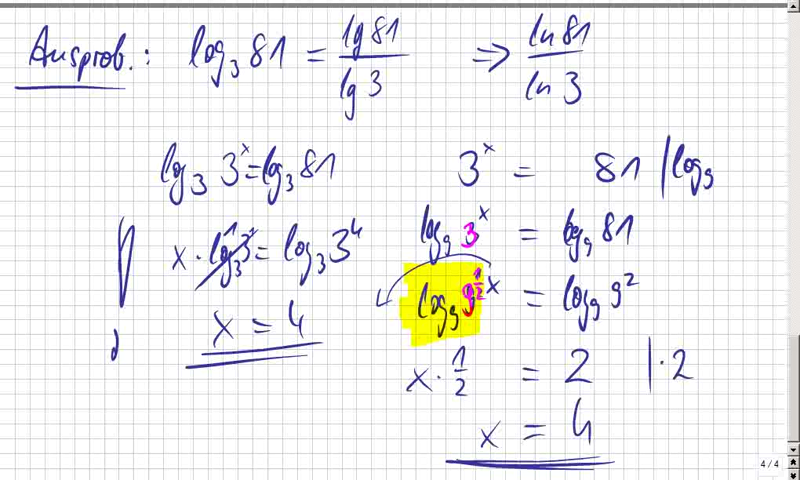 Ausprob.: log₃ 81 = lg 81 / lg 3 => ln 81 / ln 3
log₃ 3ˣ = log₃ 81
x · log₃ 3¹ = log₃ 3⁴
x = 4
3ˣ = 81 | log₉
log₉ 3ˣ = log₉ 81
log₉ 9^(1/2 x) = log₉ 9²
x · 1/2 = 2 | · 2
x = 4
4 / 4